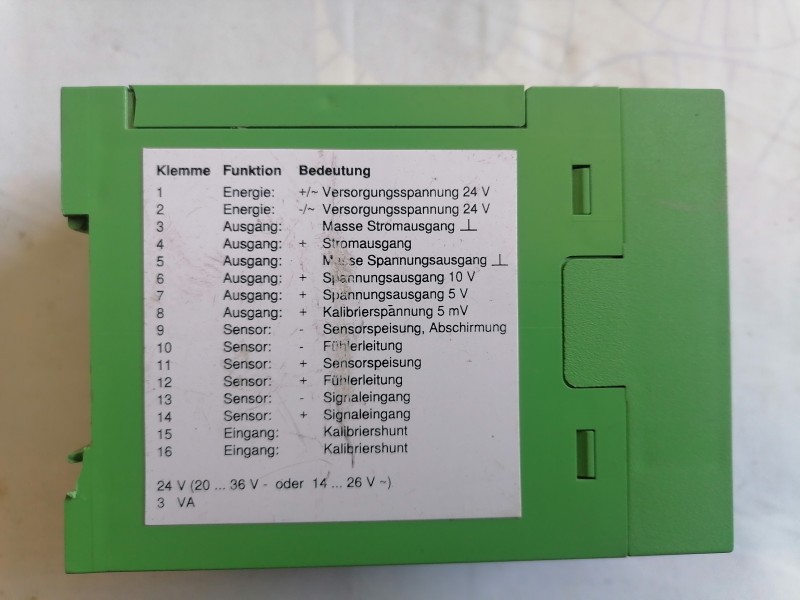 Klemme Funktion Bedeutung
1 Energie: +/~ Versorgungsspannung 24 V
2 Energie: -/~ Versorgungsspannung 24 V
3 Ausgang: Masse Stromausgang ⊥
4 Ausgang: + Stromausgang
5 Ausgang: Masse Spannungsausgang ⊥
6 Ausgang: + Spannungsausgang 10 V
7 Ausgang: + Spannungsausgang 5 V
8 Ausgang: + Kalibrierspannung 5 mV
9 Sensor: - Sensorspeisung, Abschirmung
10 Sensor: - Fühlerleitung
11 Sensor: + Sensorspeisung
12 Sensor: + Fühlerleitung
13 Sensor: - Signaleingang
14 Sensor: + Signaleingang
15 Eingang: Kalibriershunt
16 Eingang: Kalibriershunt
24 V (20 ... 36 V - oder 14 ... 26 V ~)
3 VA